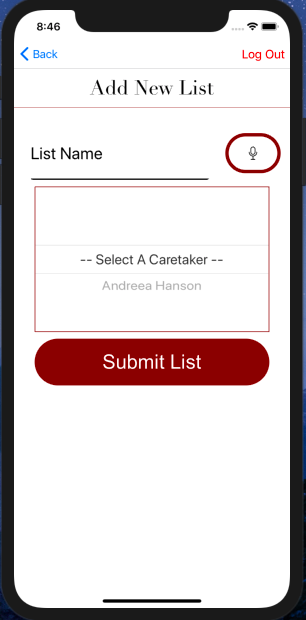 8:46
Back
Log Out
Add New List
List Name
-- Select A Caretaker --
Andreea Hanson
Submit List